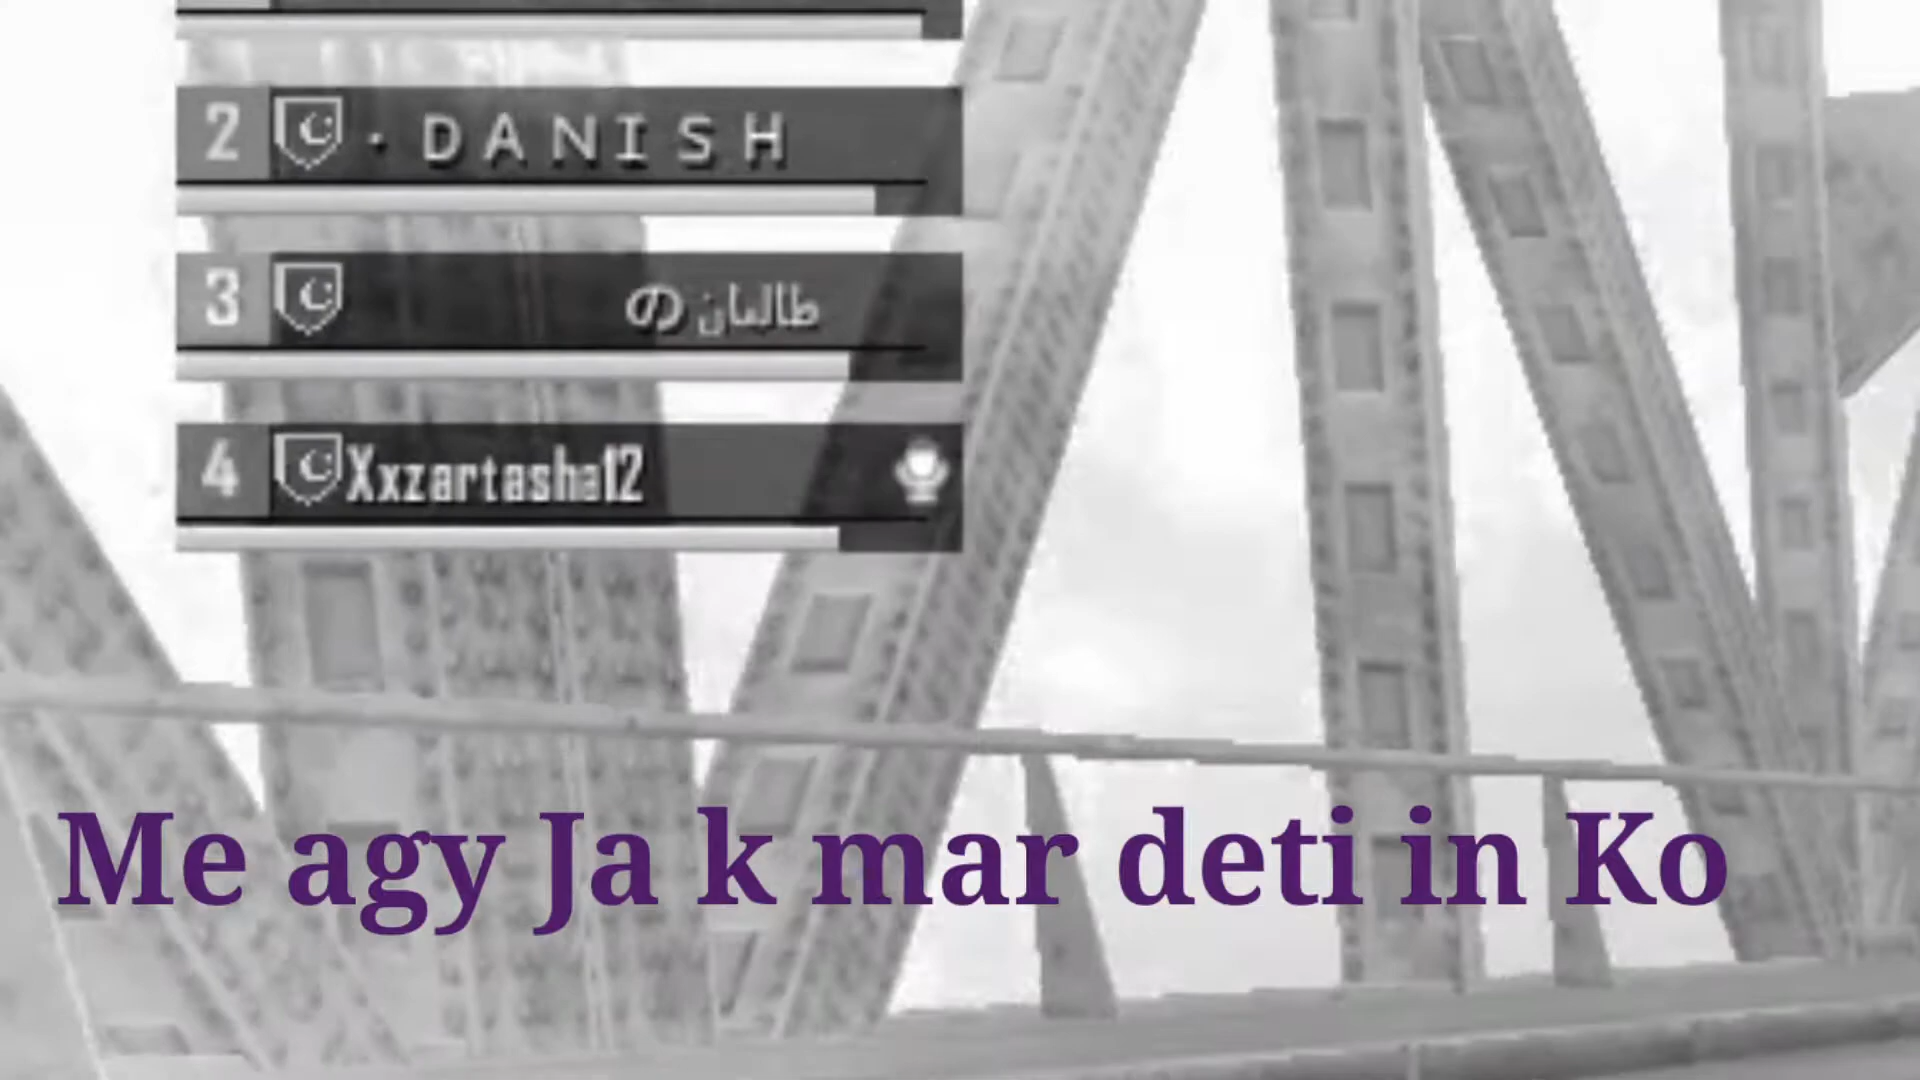 2 · DANISH
3 طالبان の
4 Xxzartasha12
Me agy Ja k mar deti in Ko